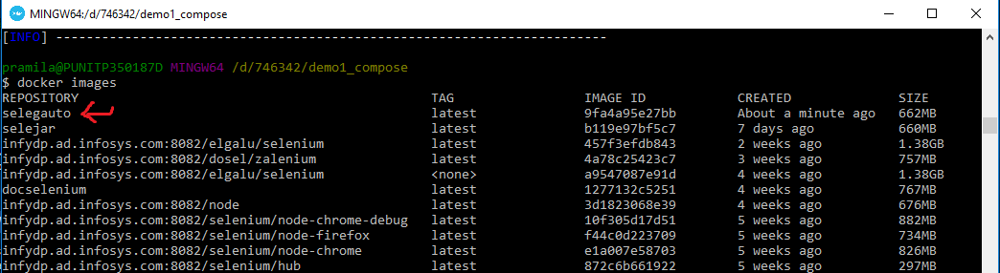 MINGW64:/d/746342/demo1_compose
[INFO] ------------------------------------------------------------------------
pramila@PUNITP350187D MINGW64 /d/746342/demo1_compose
$ docker images
REPOSITORY TAG IMAGE ID CREATED SIZE
selegauto latest 9fa4a95e27bb About a minute ago 662MB
selejar latest b119e97bf5c7 7 days ago 660MB
infydp.ad.infosys.com:8082/elgalu/selenium latest 457f3efdb843 2 weeks ago 1.38GB
infydp.ad.infosys.com:8082/dosel/zalenium latest 4a78c25423c7 3 weeks ago 757MB
infydp.ad.infosys.com:8082/elgalu/selenium <none> a9547087e91d 4 weeks ago 1.38GB
docselenium latest 1277132c5251 4 weeks ago 767MB
infydp.ad.infosys.com:8082/node latest 3d1823068e39 4 weeks ago 676MB
infydp.ad.infosys.com:8082/selenium/node-chrome-debug latest 10f305d17d51 5 weeks ago 882MB
infydp.ad.infosys.com:8082/selenium/node-firefox latest f44c0d223709 5 weeks ago 734MB
infydp.ad.infosys.com:8082/selenium/node-chrome latest e1a007e58703 5 weeks ago 826MB
infydp.ad.infosys.com:8082/selenium/hub latest 872c6b661922 5 weeks ago 297MB